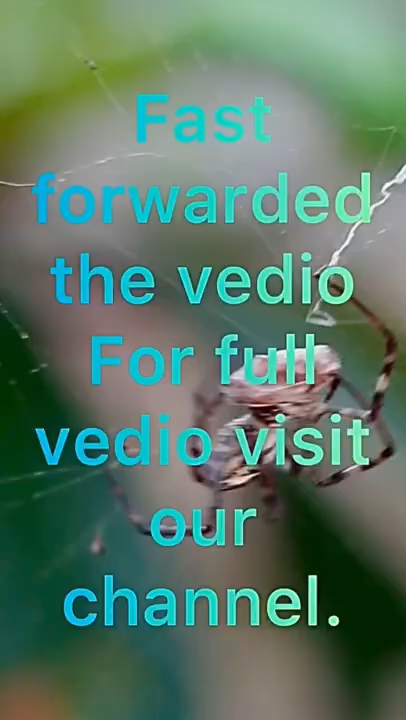 Fast
forwarded
the vedio
For full
vedio visit
our
channel.